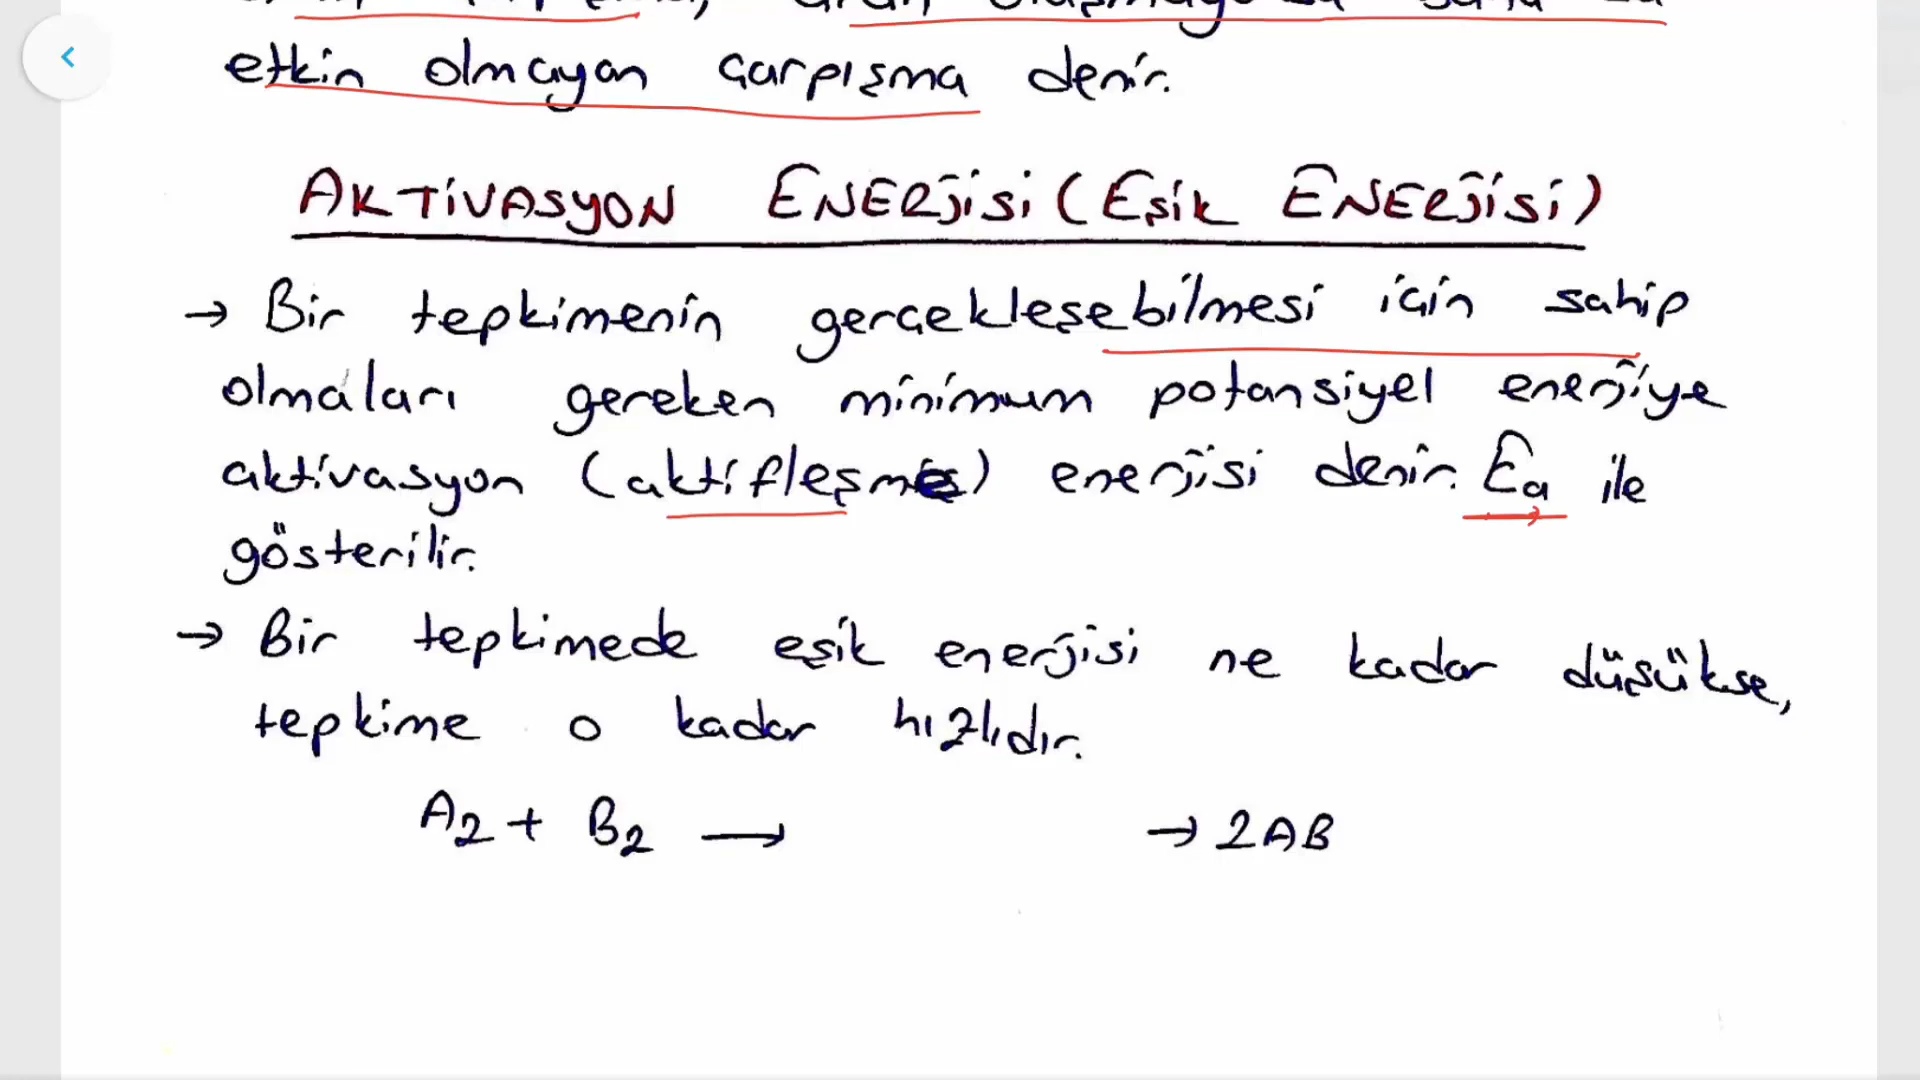 etkin olmayan çarpışma denir.
AKTİVASYON ENERJİSİ (EŞİK ENERJİSİ)
→ Bir tepkimenin gerçekleşebilmesi için sahip
olmaları gereken minimum potansiyel enerjiye
aktivasyon (aktifleşme) enerjisi denir. Ea ile
gösterilir.
→ Bir tepkimede eşik enerjisi ne kadar düşükse,
tepkime o kadar hızlıdır.
A2 + B2 → → 2AB